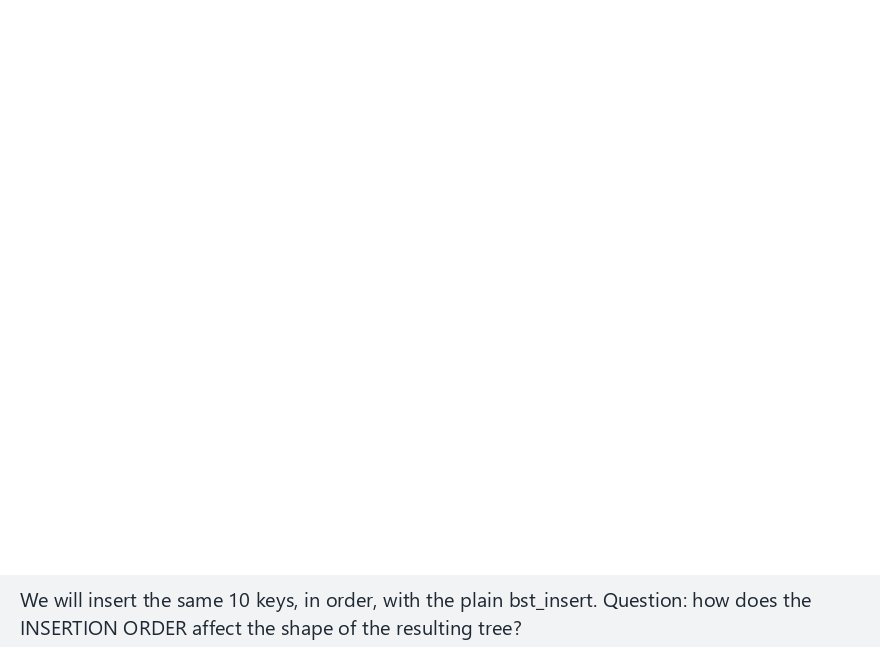 We will insert the same 10 keys, in order, with the plain bst_insert. Question: how does the
INSERTION ORDER affect the shape of the resulting tree?